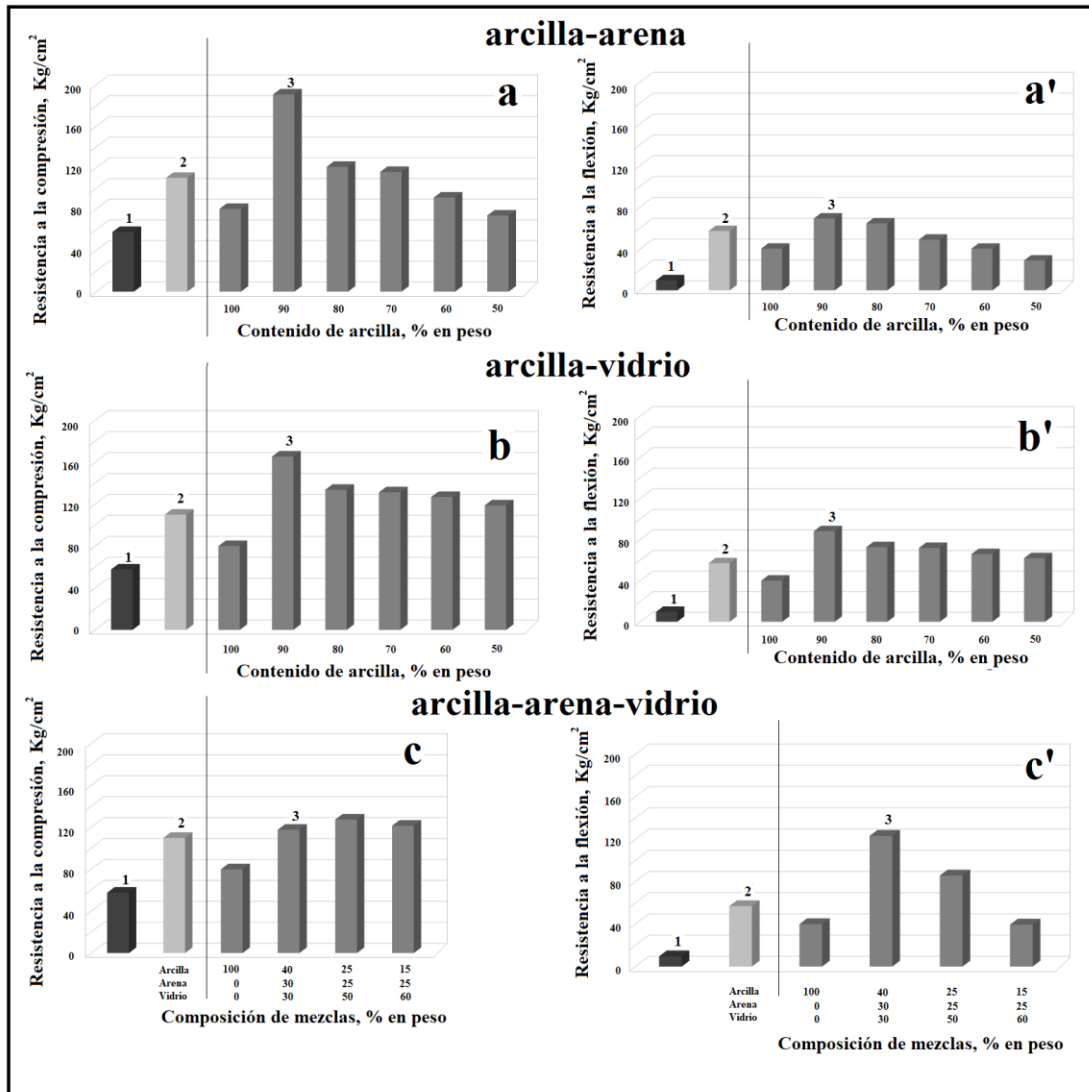 arcilla-arena
Resistencia a la compresión, Kg/cm²
200
160
120
80
40
0
1
2
3
a
100 90 80 70 60 50
Contenido de arcilla, % en peso
Resistencia a la flexión, Kg/cm²
200
160
120
80
40
0
1
2
3
a'
100 90 80 70 60 50
Contenido de arcilla, % en peso
arcilla-vidrio
Resistencia a la compresión, Kg/cm²
200
160
120
80
40
0
1
2
3
b
100 90 80 70 60 50
Contenido de arcilla, % en peso
Resistencia a la flexión, Kg/cm²
200
160
120
80
40
0
1
2
3
b'
100 90 80 70 60 50
Contenido de arcilla, % en peso
arcilla-arena-vidrio
Resistencia a la compresión, Kg/cm²
200
160
120
80
40
0
1
2
3
c
Arcilla 100 40 25 15
Arena 0 30 25 25
Vidrio 0 30 50 60
Composición de mezclas, % en peso
Resistencia a la flexión, Kg/cm²
200
160
120
80
40
0
1
2
3
c'
Arcilla 100 40 25 15
Arena 0 30 25 25
Vidrio 0 30 50 60
Composición de mezclas, % en peso